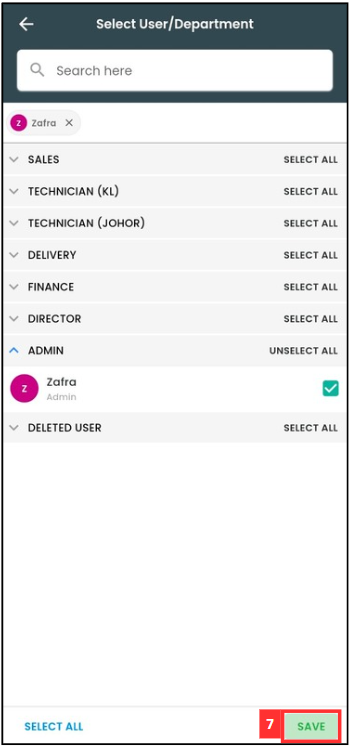 Select User/Department
Search here
Z Zafra ×
SALES SELECT ALL
TECHNICIAN (KL) SELECT ALL
TECHNICIAN (JOHOR) SELECT ALL
DELIVERY SELECT ALL
FINANCE SELECT ALL
DIRECTOR SELECT ALL
ADMIN UNSELECT ALL
Z Zafra
Admin
DELETED USER SELECT ALL
SELECT ALL 7 SAVE